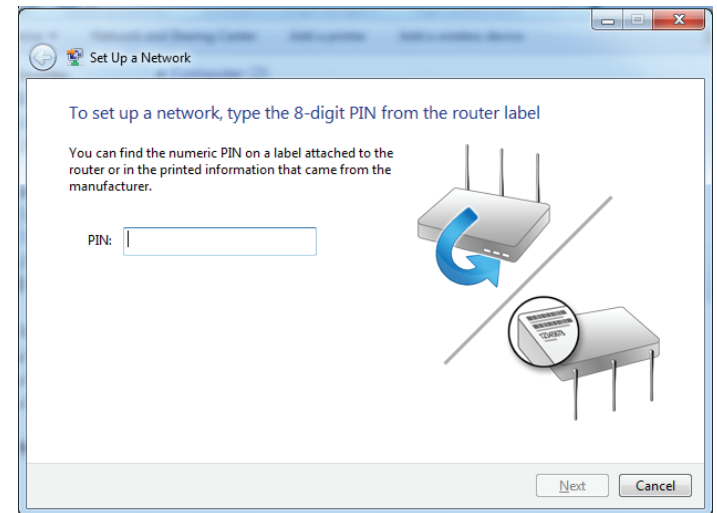 Set Up a Network
To set up a network, type the 8-digit PIN from the router label
You can find the numeric PIN on a label attached to the
router or in the printed information that came from the
manufacturer.
PIN:
12345678
Next
Cancel